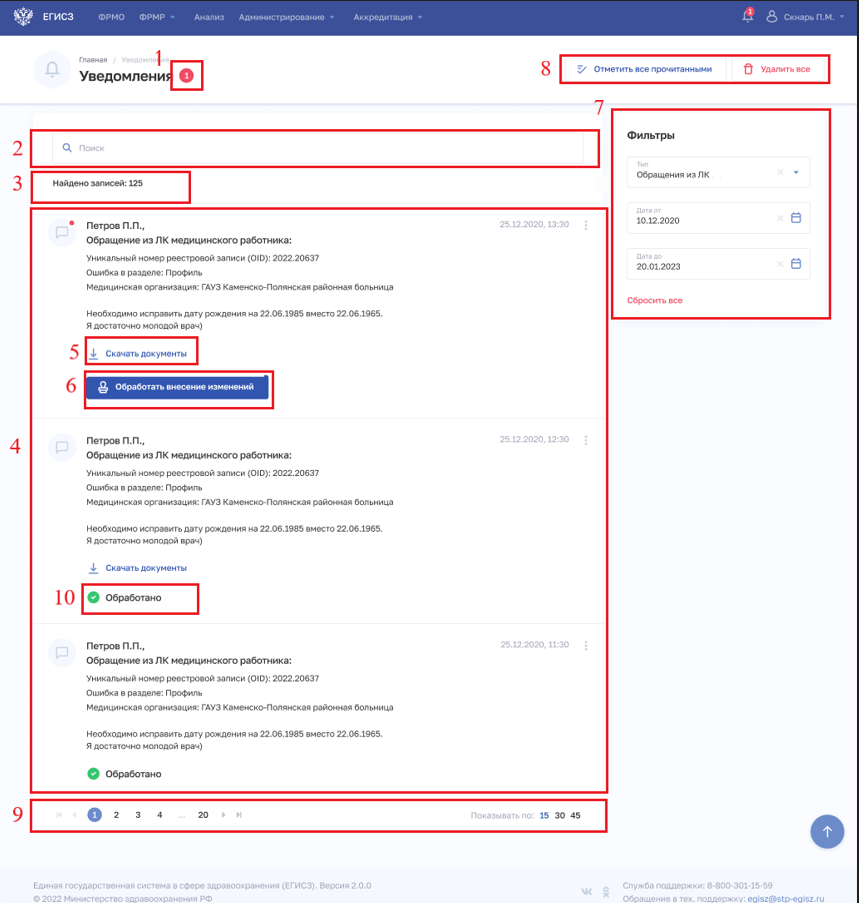 ЕГИСЗ ФРМО ФРМР Анализ Администрирование Аккредитация 1 Скнарь П.М.
Главная / Уведомления
1
Уведомления 1
8 Отметить все прочитанными Удалить все
7
Фильтры
2 Поиск
Тип
Обращения из ЛК
3 Найдено записей: 125
Дата от
10.12.2020
Дата до
20.01.2023
Сбросить все
Петров П.П., 25.12.2020, 13:30
Обращение из ЛК медицинского работника:
Уникальный номер реестровой записи (OID): 2022.20637
Ошибка в разделе: Профиль
Медицинская организация: ГАУЗ Каменско-Полянская районная больница
Необходимо исправить дату рождения на 22.06.1985 вместо 22.06.1965.
Я достаточно молодой врач)
5 Скачать документы
6 Обработать внесение изменений
4
Петров П.П., 25.12.2020, 12:30
Обращение из ЛК медицинского работника:
Уникальный номер реестровой записи (OID): 2022.20637
Ошибка в разделе: Профиль
Медицинская организация: ГАУЗ Каменско-Полянская районная больница
Необходимо исправить дату рождения на 22.06.1985 вместо 22.06.1965.
Я достаточно молодой врач)
Скачать документы
10 Обработано
Петров П.П., 25.12.2020, 11:30
Обращение из ЛК медицинского работника:
Уникальный номер реестровой записи (OID): 2022.20637
Ошибка в разделе: Профиль
Медицинская организация: ГАУЗ Каменско-Полянская районная больница
Необходимо исправить дату рождения на 22.06.1985 вместо 22.06.1965.
Я достаточно молодой врач)
Обработано
9 1 2 3 4 ... 20 Показывать по: 15 30 45
Единая государственная система в сфере здравоохранения (ЕГИСЗ). Версия 2.0.0
© 2022 Министерство здравоохранения РФ
Служба поддержки: 8-800-301-15-59
Обращение в тех. поддержку: egisz@stp-egisz.ru